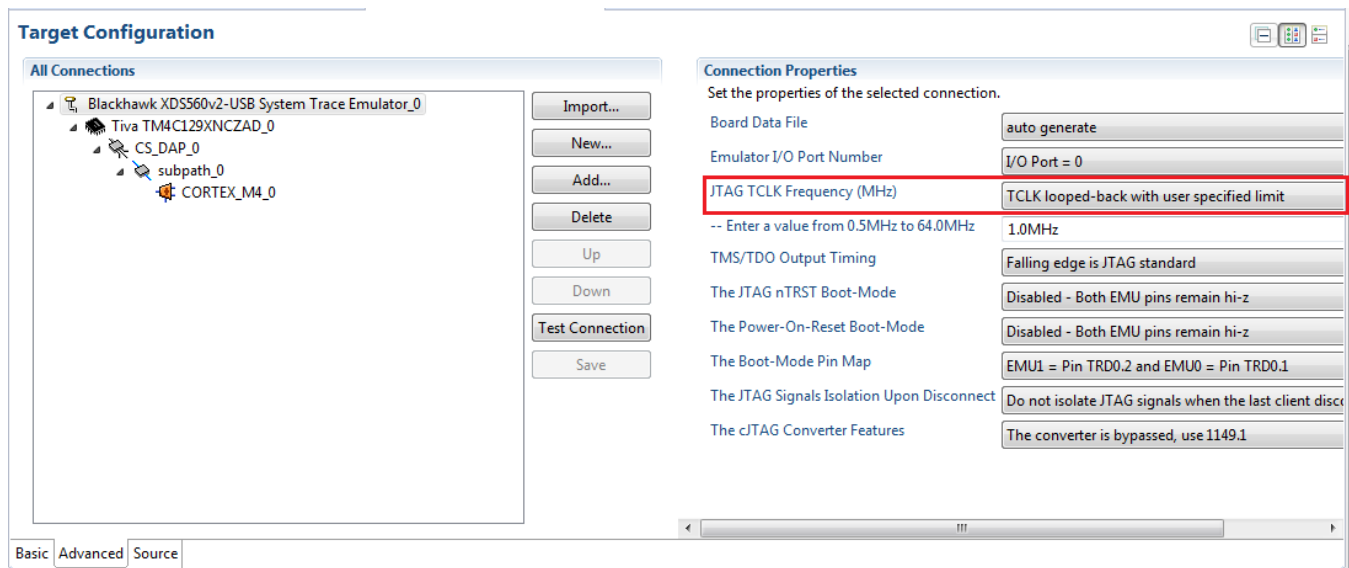 Target Configuration
All Connections
Blackhawk XDS560v2-USB System Trace Emulator_0
Tiva TM4C129XNCZAD_0
CS_DAP_0
subpath_0
CORTEX_M4_0
Import...
New...
Add...
Delete
Up
Down
Test Connection
Save
Connection Properties
Set the properties of the selected connection.
Board Data File auto generate
Emulator I/O Port Number I/O Port = 0
JTAG TCLK Frequency (MHz) TCLK looped-back with user specified limit
-- Enter a value from 0.5MHz to 64.0MHz 1.0MHz
TMS/TDO Output Timing Falling edge is JTAG standard
The JTAG nTRST Boot-Mode Disabled - Both EMU pins remain hi-z
The Power-On-Reset Boot-Mode Disabled - Both EMU pins remain hi-z
The Boot-Mode Pin Map EMU1 = Pin TRD0.2 and EMU0 = Pin TRD0.1
The JTAG Signals Isolation Upon Disconnect Do not isolate JTAG signals when the last client disco
The cJTAG Converter Features The converter is bypassed, use 1149.1
Basic Advanced Source